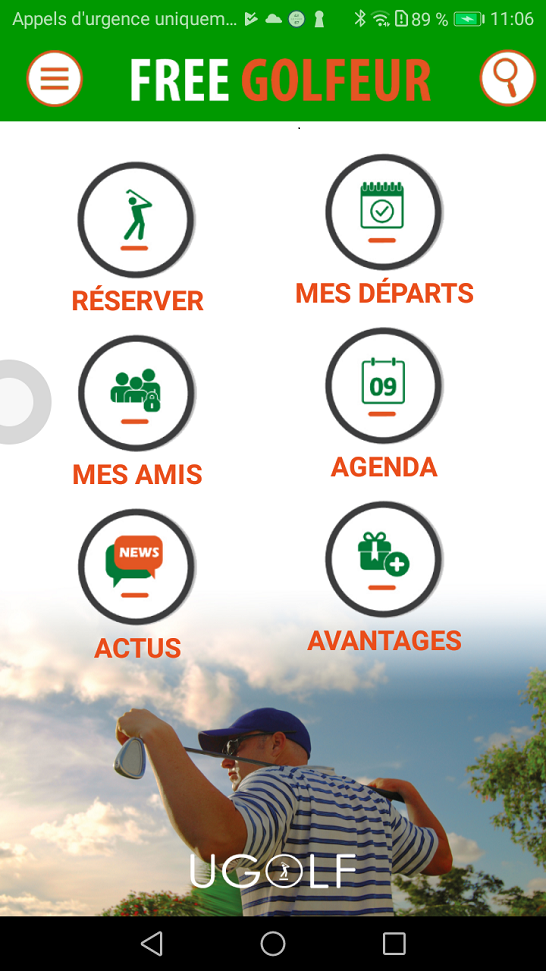 Appels d'urgence uniquem... 89 % 11:06
FREE GOLFEUR
RÉSERVER
MES DÉPARTS
MES AMIS
09
AGENDA
NEWS
ACTUS
AVANTAGES
UGOLF